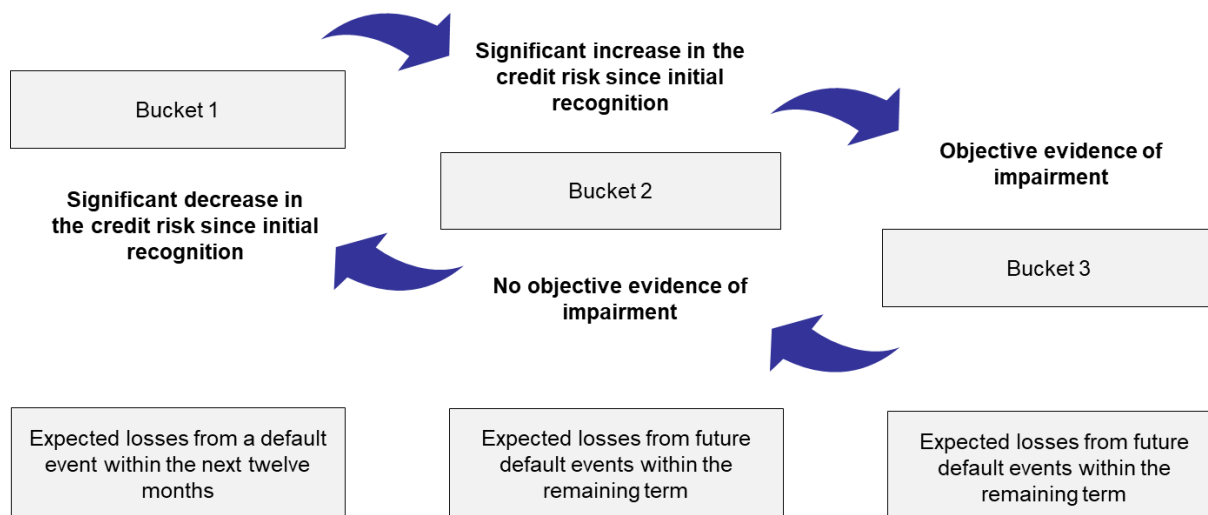 Bucket 1
Significant increase in the
credit risk since initial
recognition
Objective evidence of
impairment
Bucket 2
Significant decrease in
the credit risk since initial
recognition
Bucket 3
No objective evidence of
impairment
Expected losses from a default
event within the next twelve
months
Expected losses from future
default events within the
remaining term
Expected losses from future
default events within the
remaining term